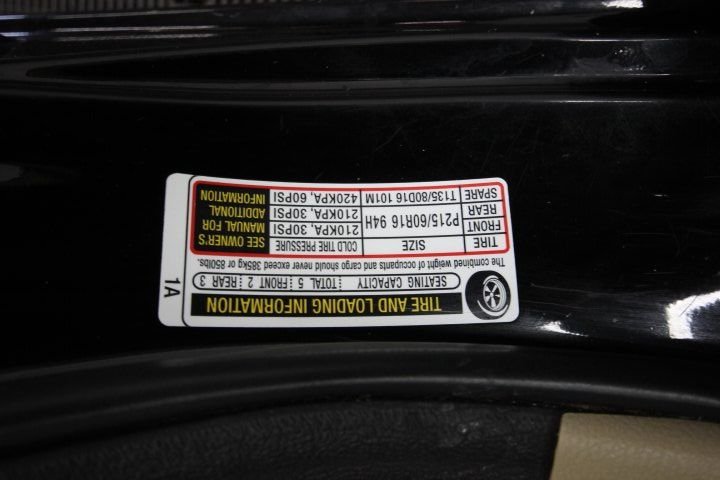 TIRE AND LOADING INFORMATION
SEATING CAPACITY TOTAL 5 FRONT 2 REAR 3
The combined weight of occupants and cargo should never exceed 385kg or 850lbs.
TIRE SIZE COLD TIRE PRESSURE SEE OWNER'S
FRONT P215/60R16 94H 210KPA, 30PSI MANUAL FOR
REAR 210KPA, 30PSI ADDITIONAL
SPARE T135/80D16 101M 420KPA, 60PSI INFORMATION
1A